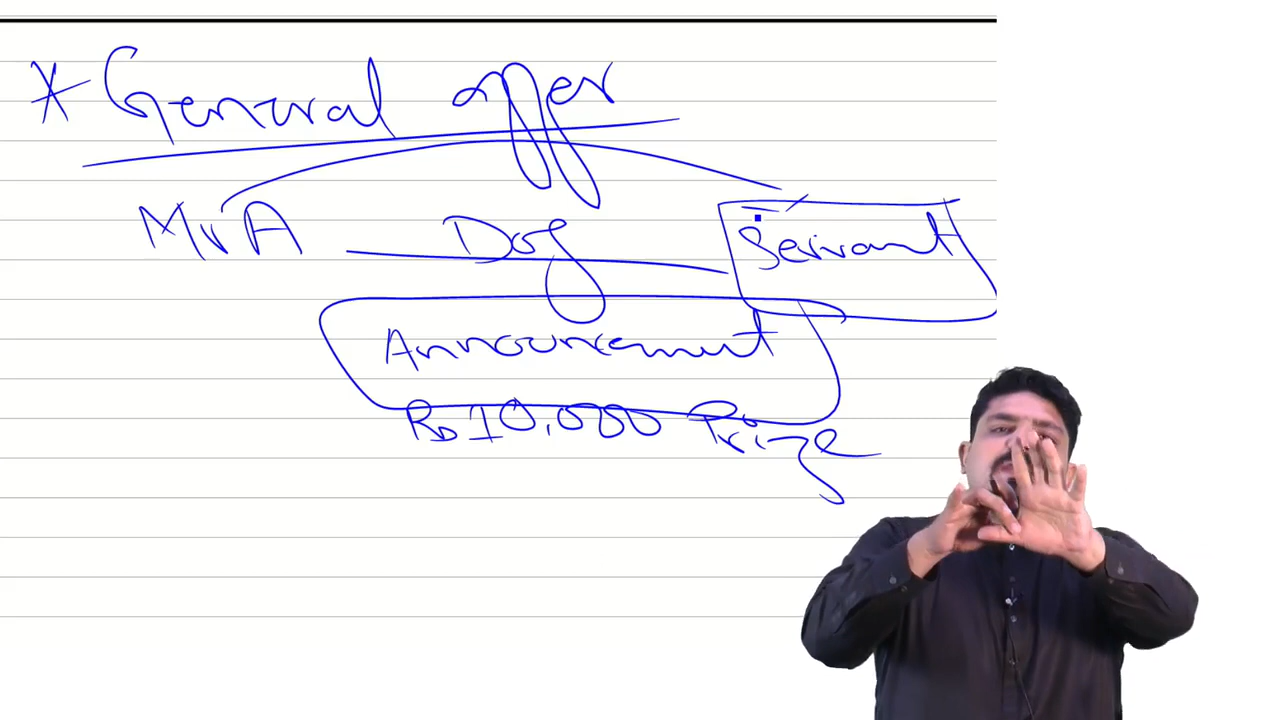 * General offer
Mr A Dog Servant
Announcement
Rs 10,000 Prize